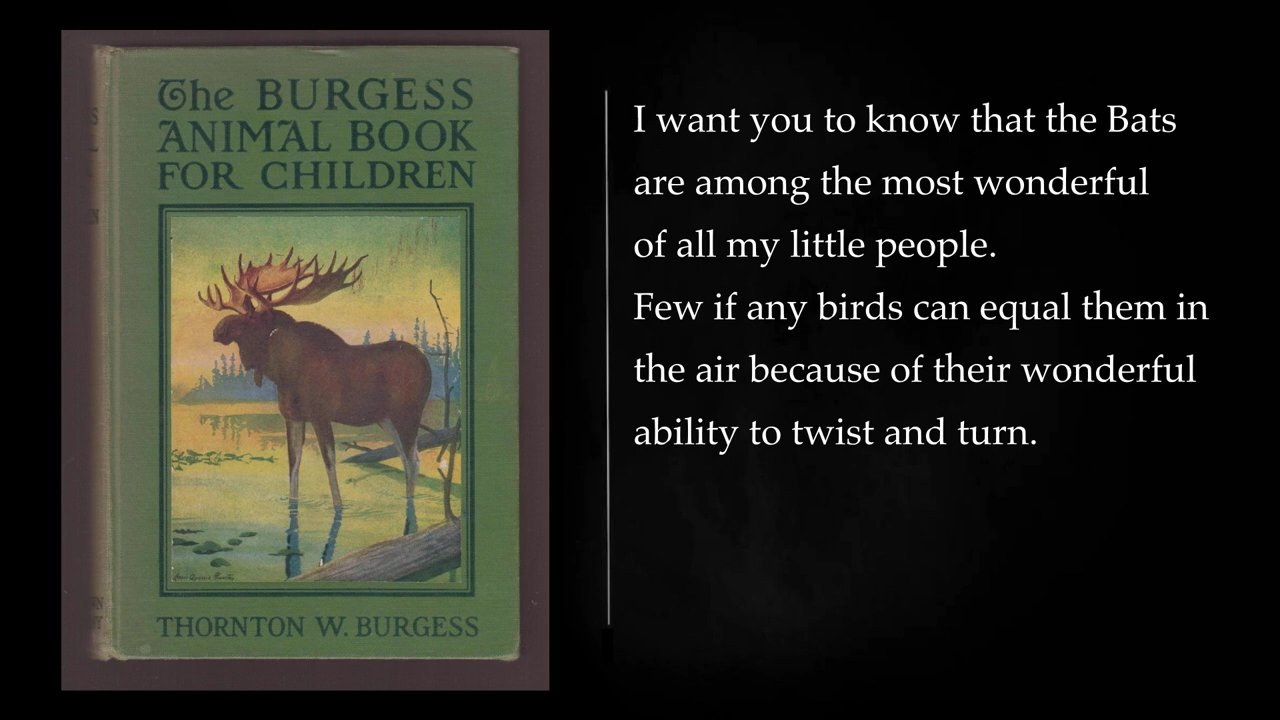 The BURGESS
ANIMAL BOOK
FOR CHILDREN
THORNTON W. BURGESS
I want you to know that the Bats
are among the most wonderful
of all my little people.
Few if any birds can equal them in
the air because of their wonderful
ability to twist and turn.